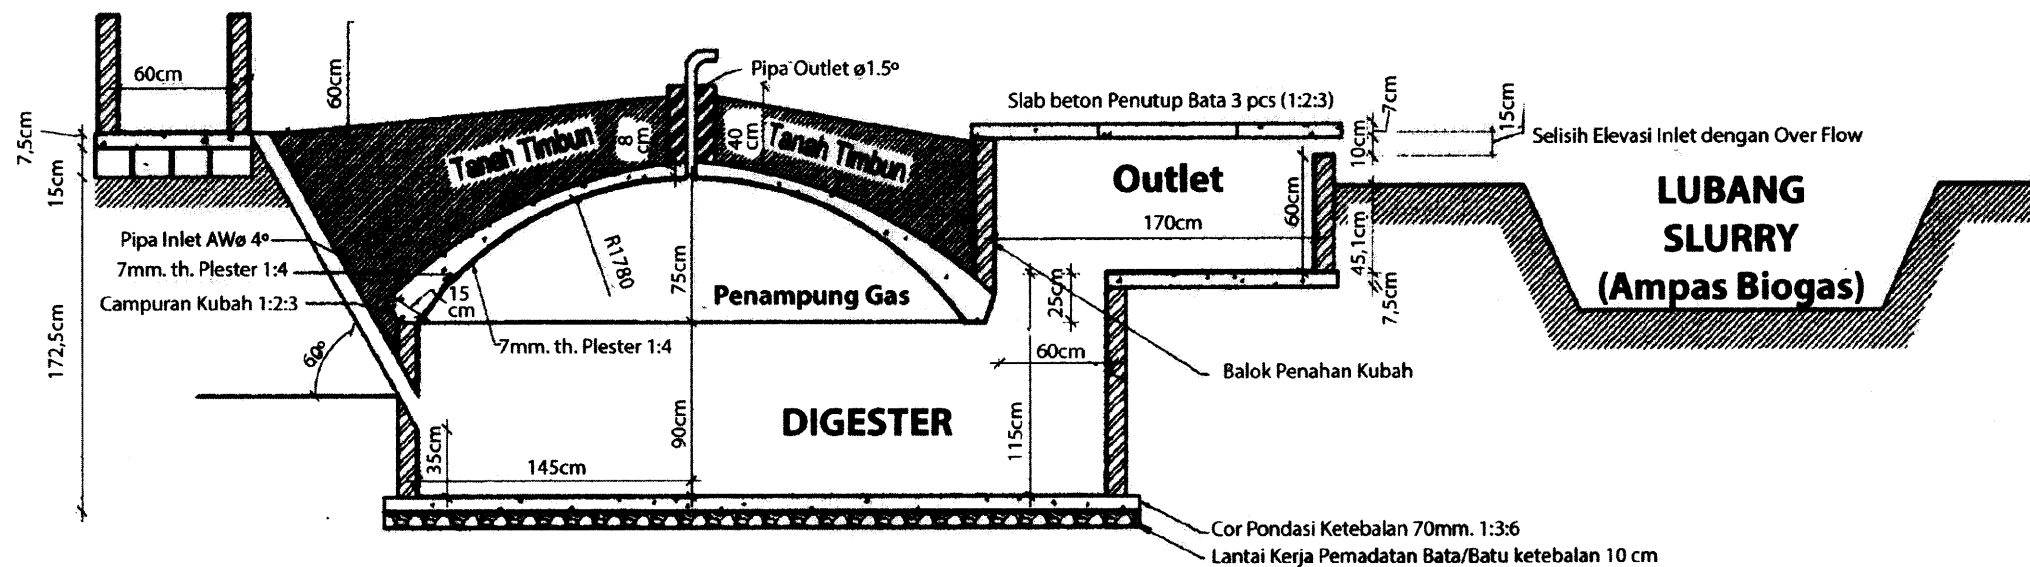 60cm
60cm
7,5cm
15cm
172,5cm
Pipa Outlet ø1.5º
Tanah Timbun
8
cm
40
cm
Tanah Timbun
Slab beton Penutup Bata 3 pcs (1:2:3)
7cm
10cm
15cm
Selisih Elevasi Inlet dengan Over Flow
Outlet
60cm
170cm
45,1cm
7,5cm
LUBANG
SLURRY
(Ampas Biogas)
Pipa Inlet AWø 4º
7mm. th. Plester 1:4
Campuran Kubah 1:2:3
60º
15
cm
R1780
75cm
Penampung Gas
25cm
7mm. th. Plester 1:4
60cm
Balok Penahan Kubah
DIGESTER
90cm
115cm
35cm
145cm
Cor Pondasi Ketebalan 70mm. 1:3:6
Lantai Kerja Pemadatan Bata/Batu ketebalan 10 cm